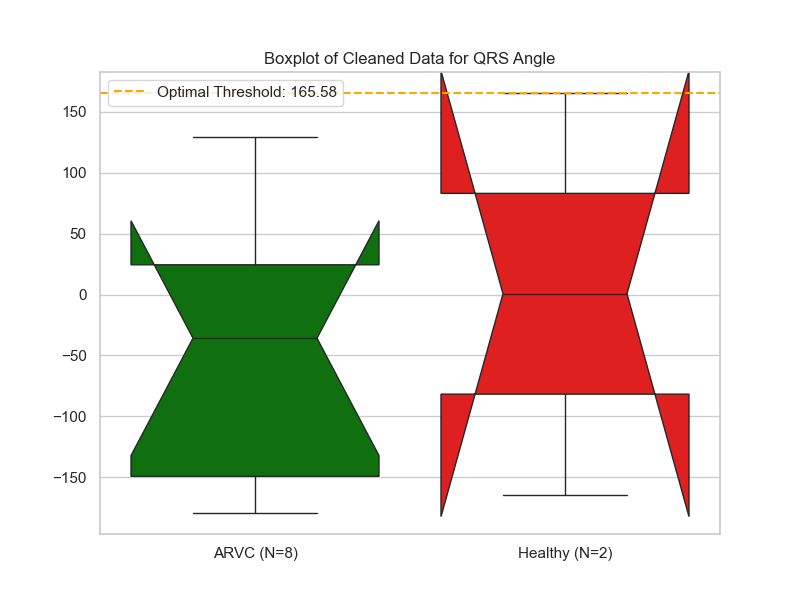 Boxplot of Cleaned Data for QRS Angle
Optimal Threshold: 165.58
150
100
50
0
−50
−100
−150
ARVC (N=8)
Healthy (N=2)